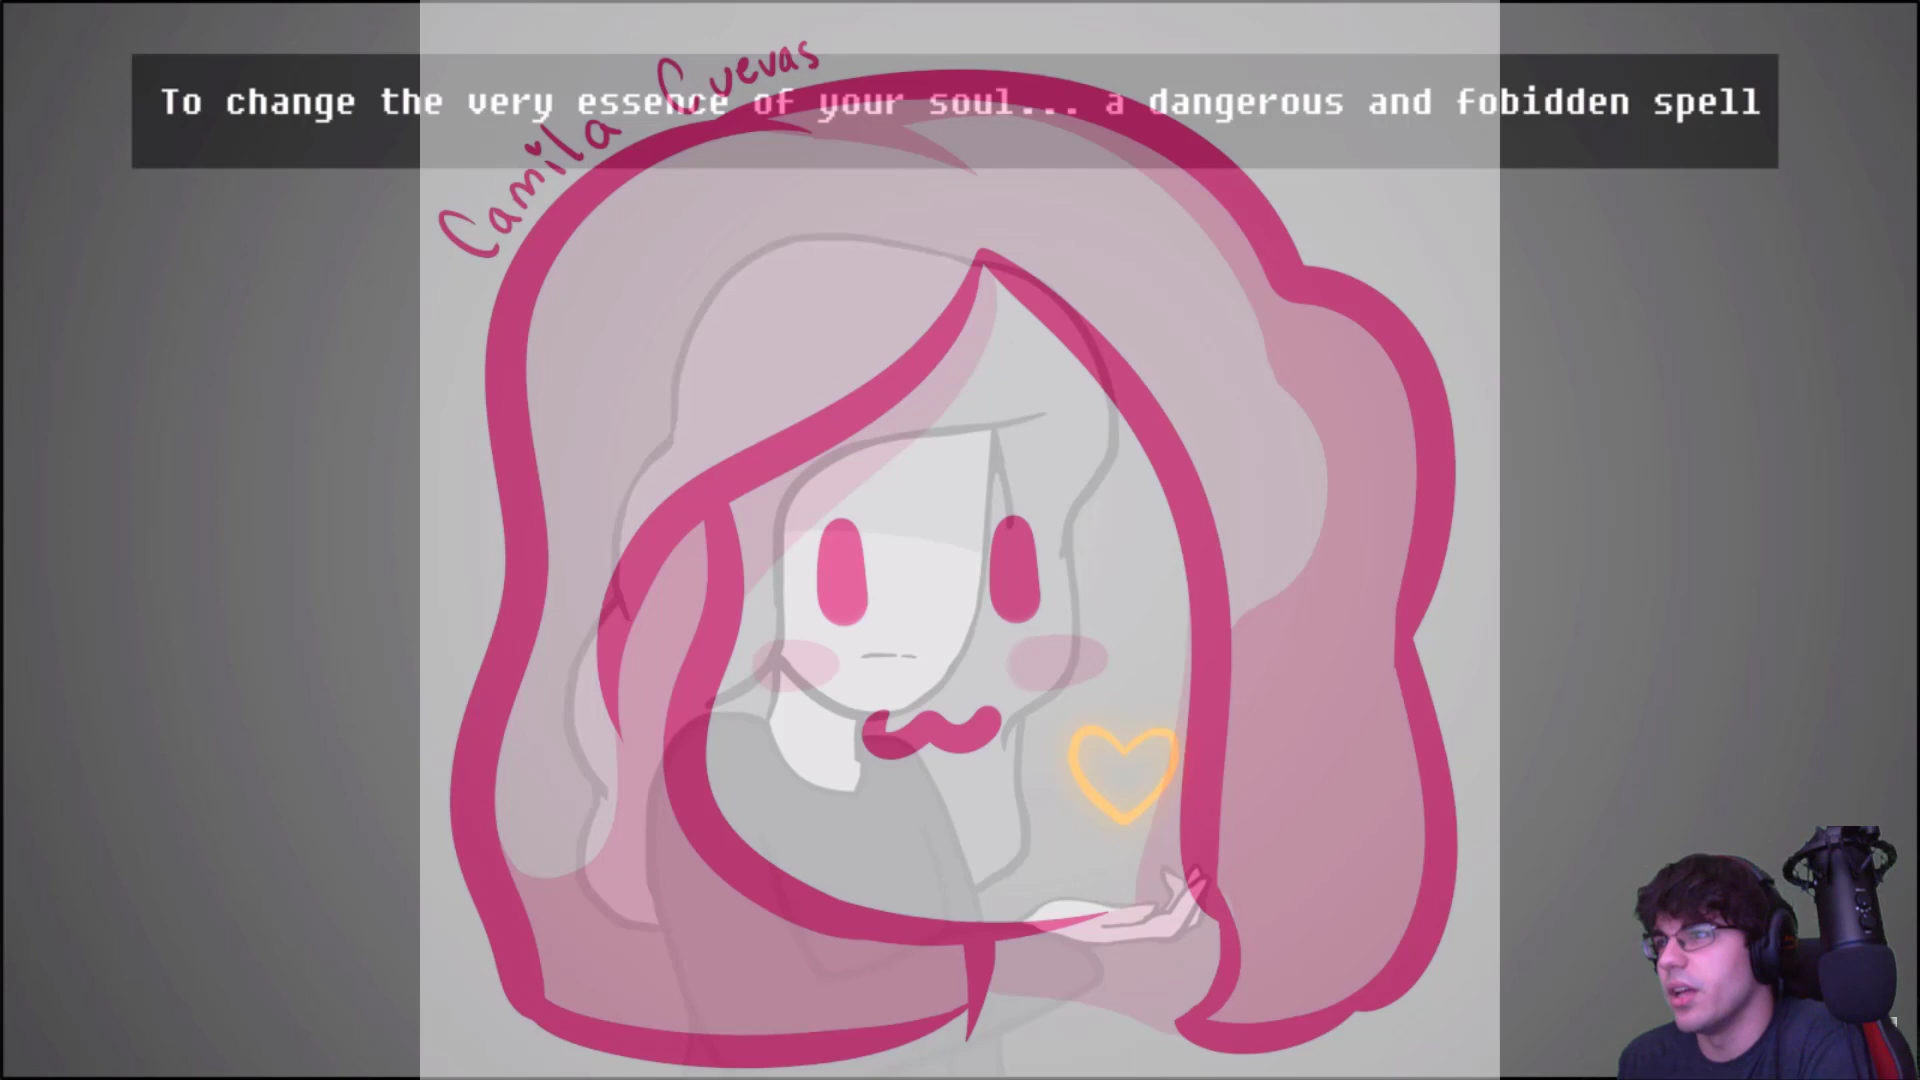 Camila Cuevas
To change the very essence of your soul... a dangerous and fobidden spell